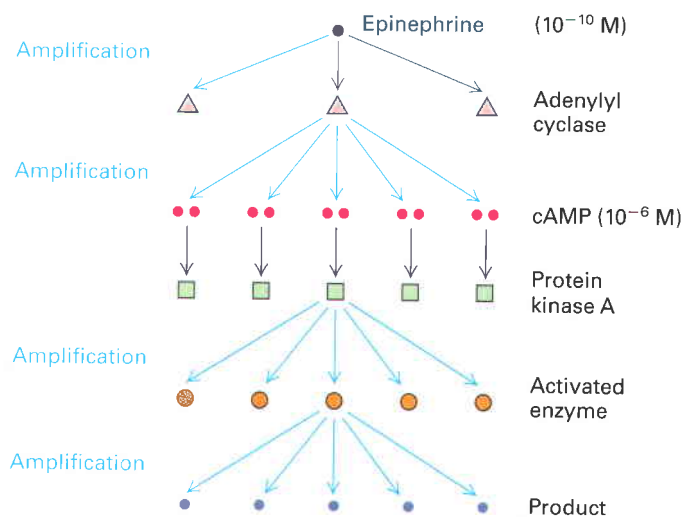 Epinephrine (10⁻¹⁰ M)
Amplification
Adenylyl
cyclase
Amplification
cAMP (10⁻⁶ M)
Protein
kinase A
Amplification
Activated
enzyme
Amplification
Product